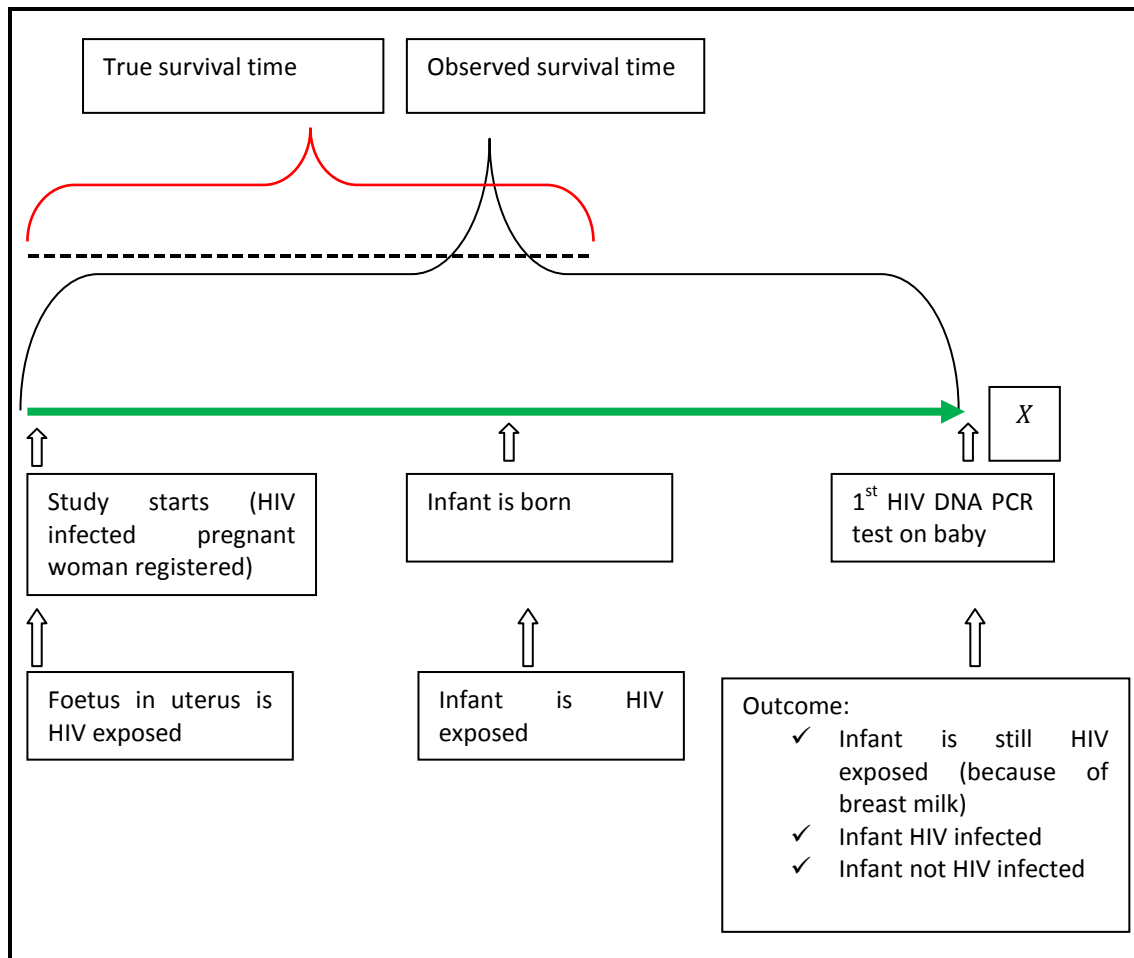 True survival time
Observed survival time
X
Study starts (HIV
infected pregnant
woman registered)
Infant is born
1st HIV DNA PCR
test on baby
Foetus in uterus is
HIV exposed
Infant is HIV
exposed
Outcome:
✓ Infant is still HIV
exposed (because of
breast milk)
✓ Infant HIV infected
✓ Infant not HIV infected